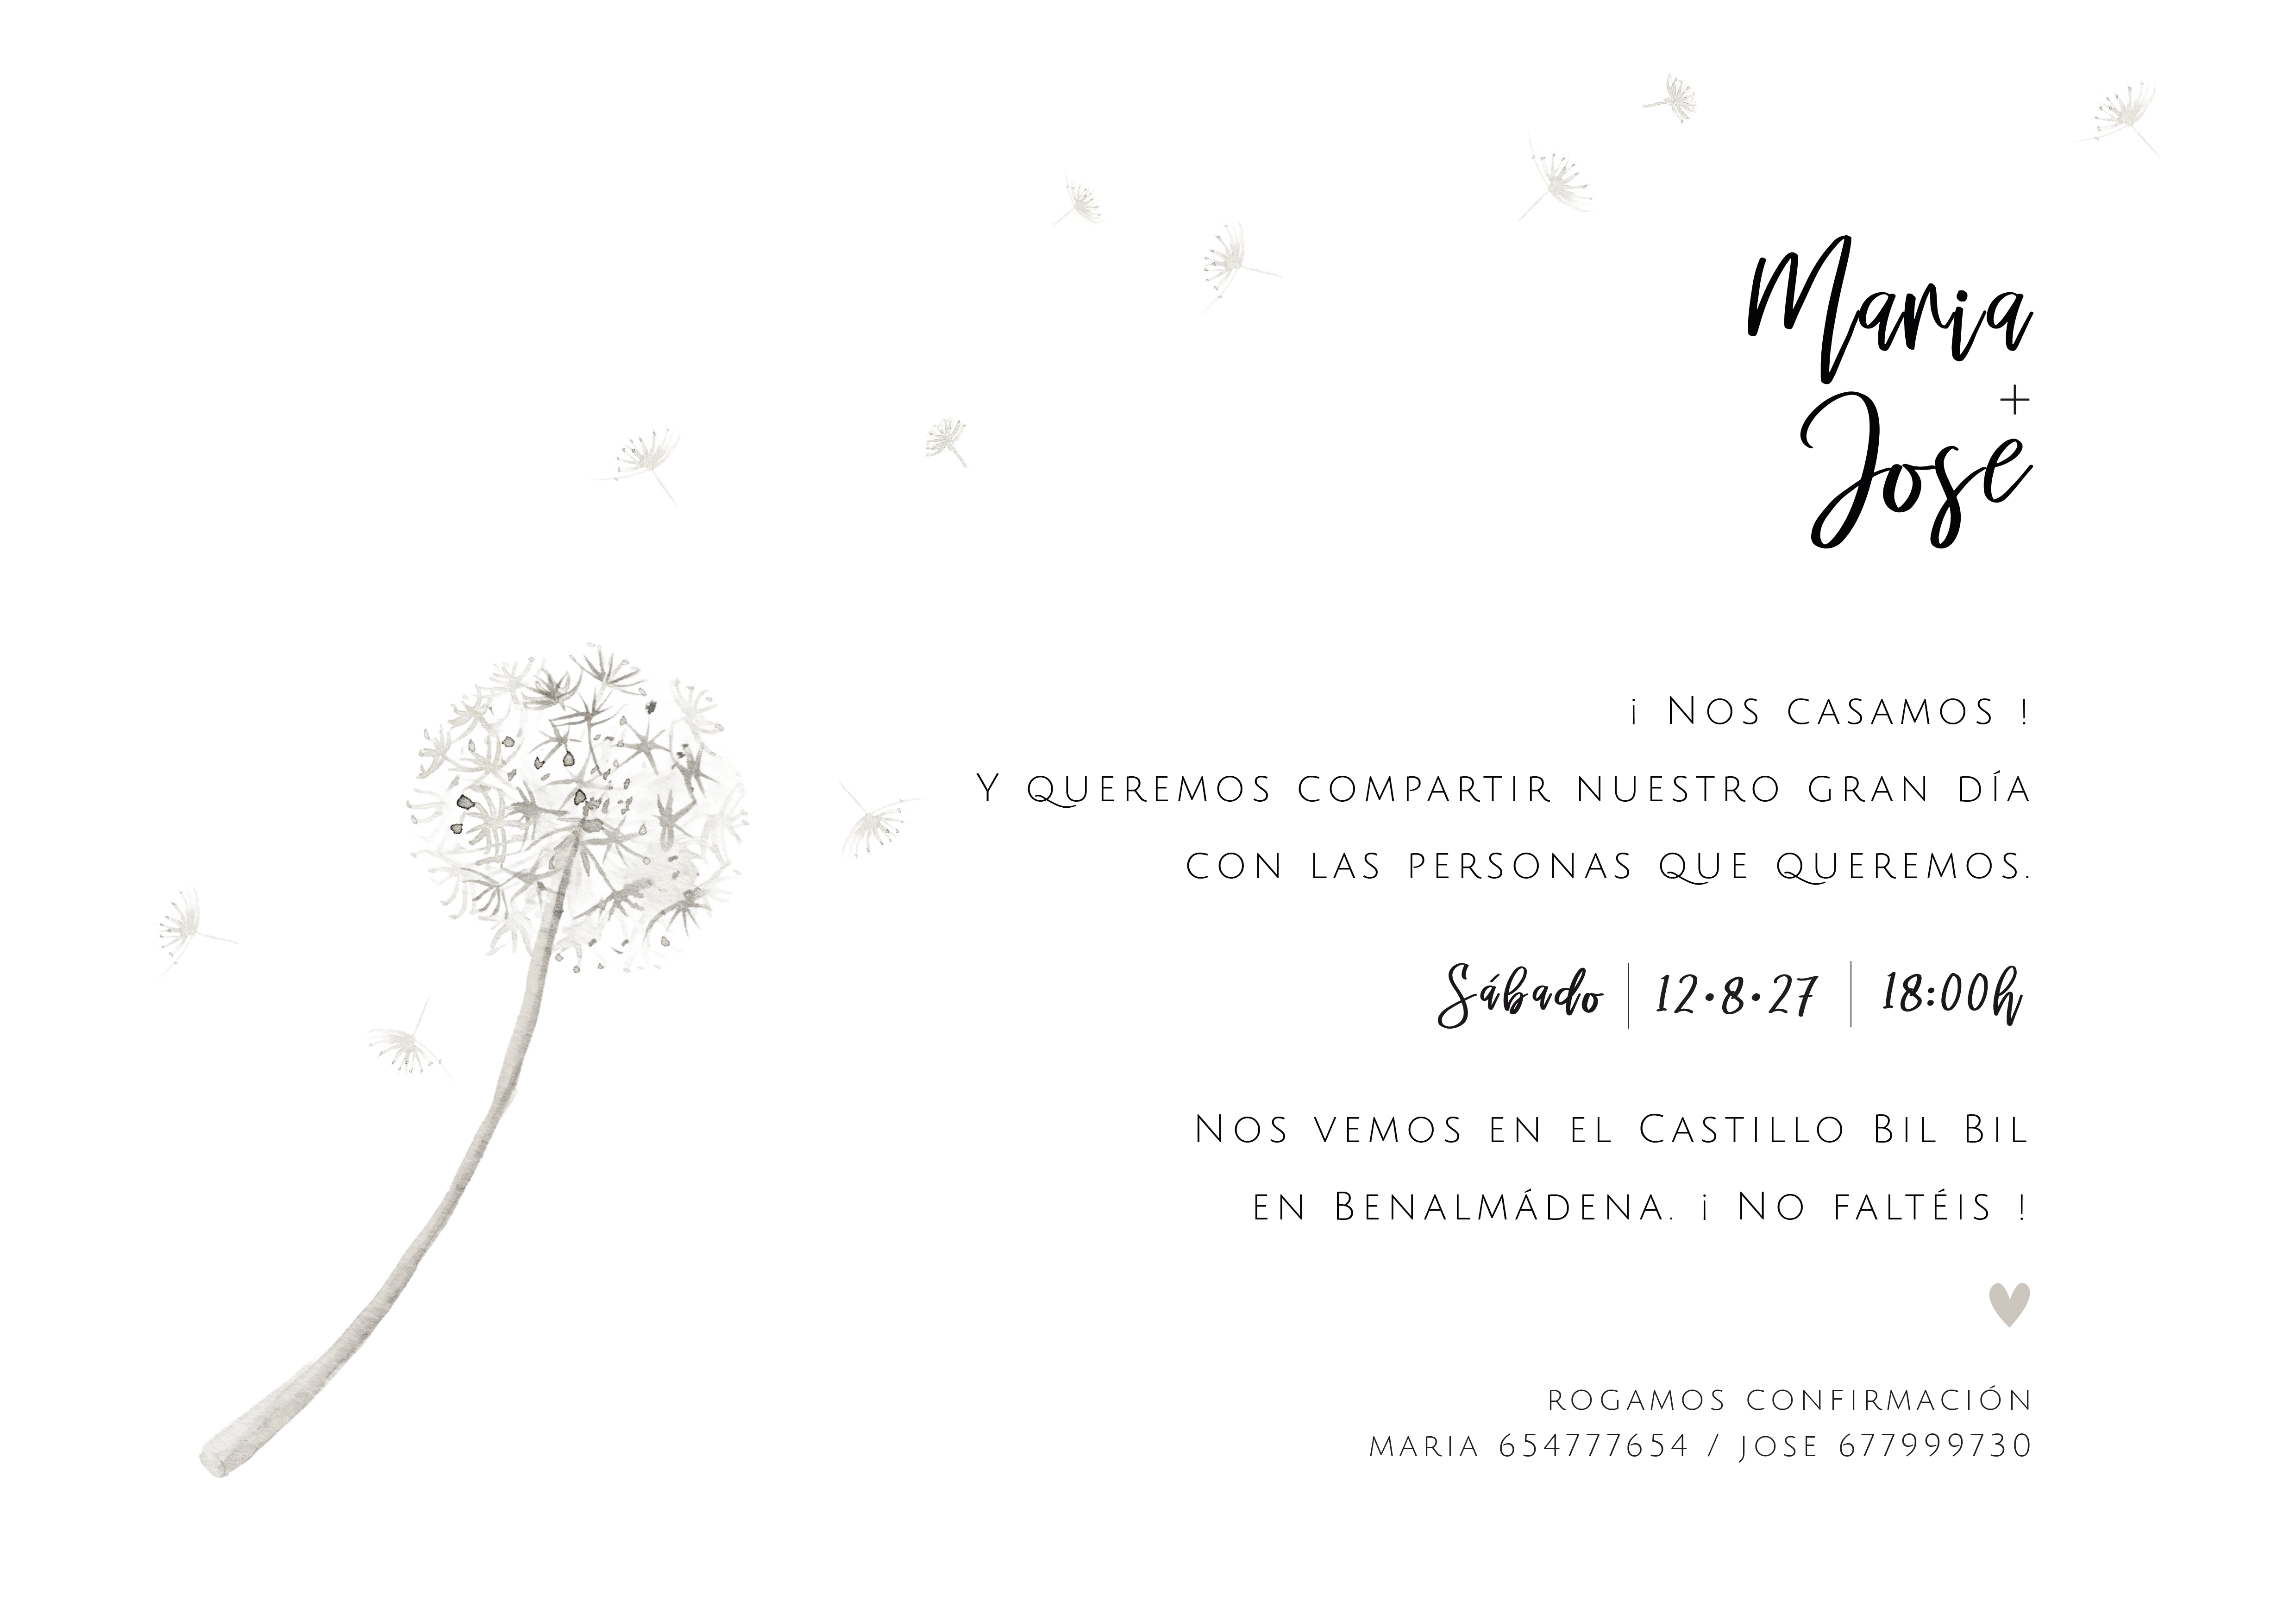 Maria
+
Jose
¡ Nos casamos !
Y queremos compartir nuestro gran día
con las personas que queremos.
Sábado | 12·8·27 | 18:00h
Nos vemos en el Castillo Bil Bil
en Benalmádena. ¡ No faltéis !
rogamos confirmación
maria 654777654 / jose 677999730